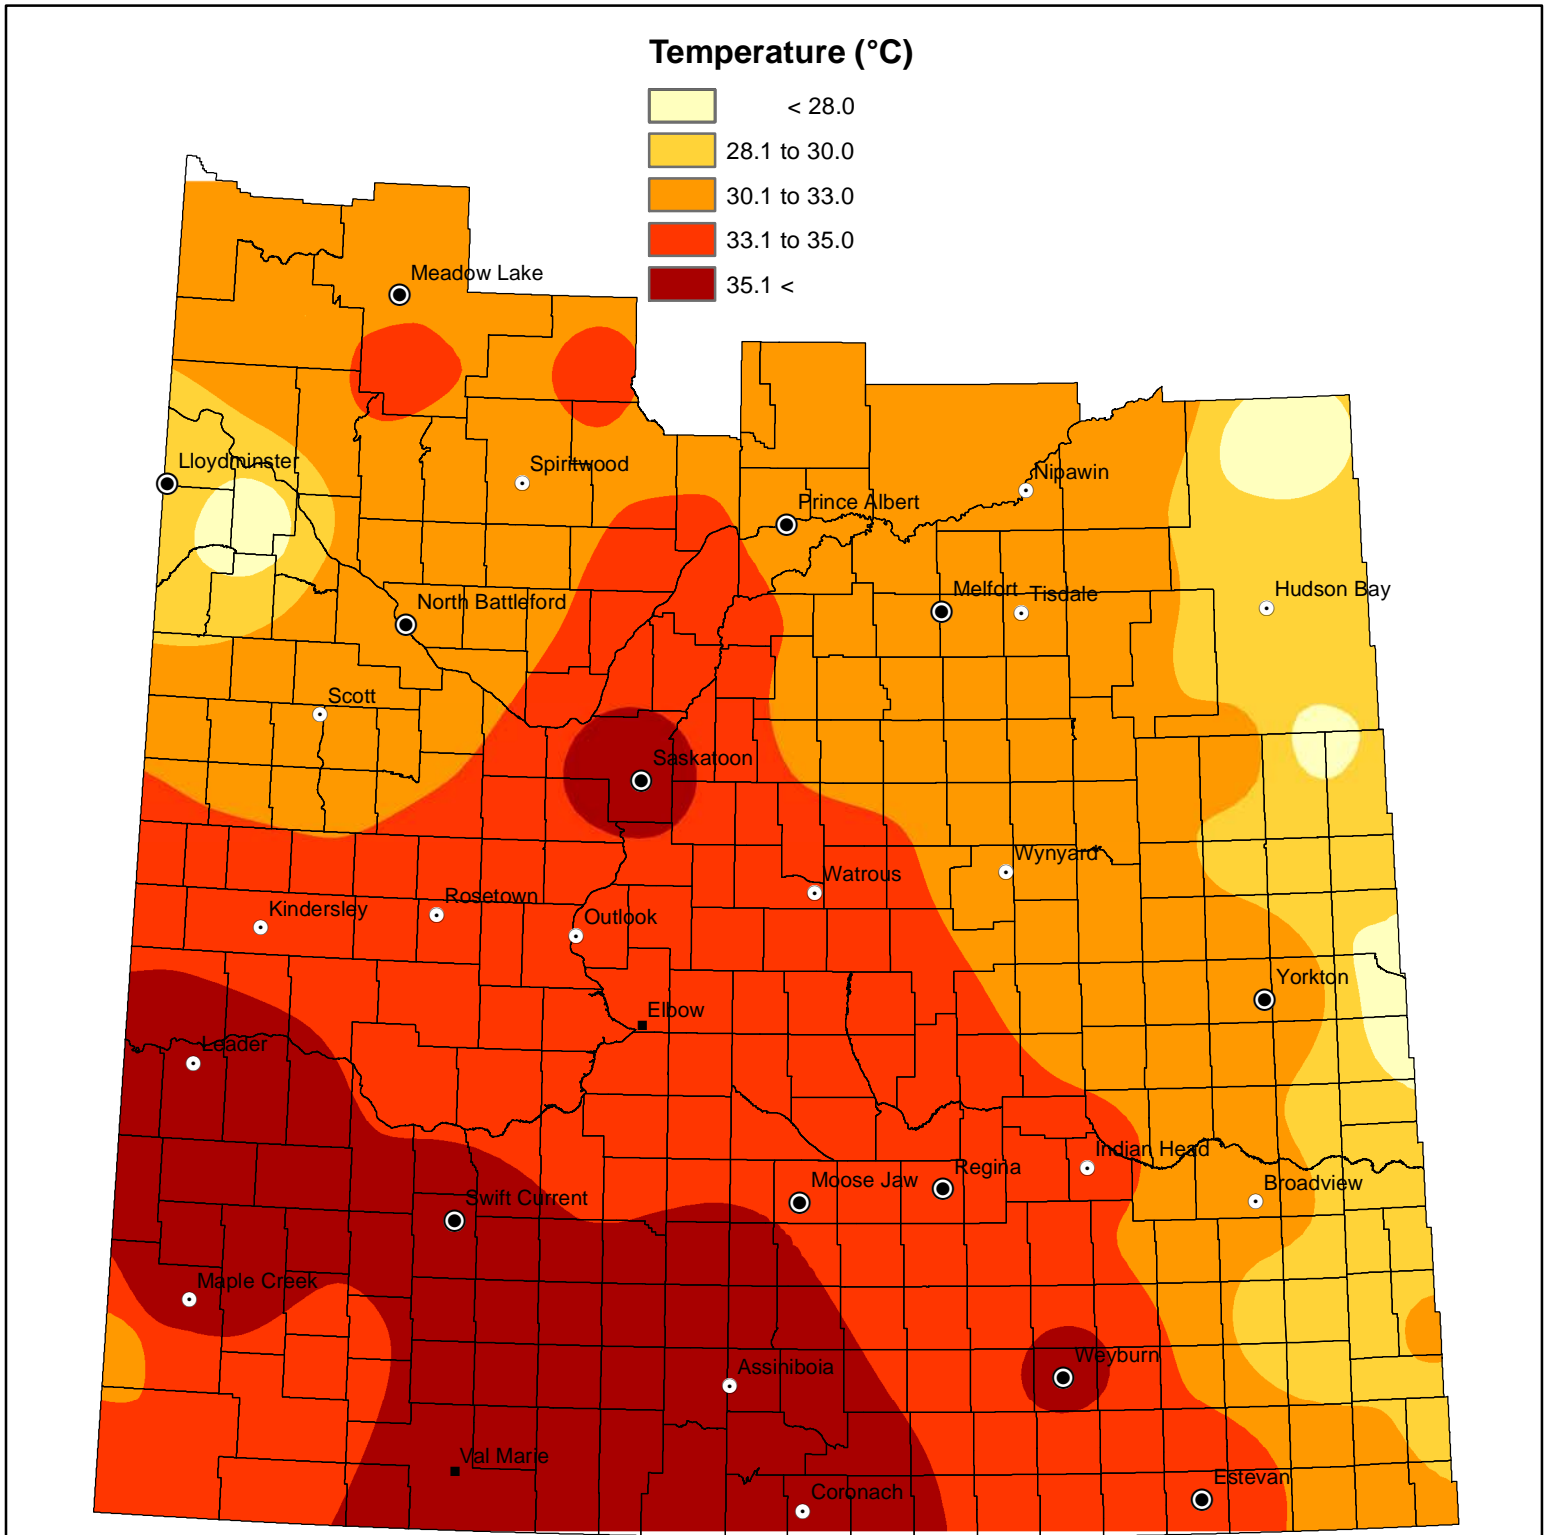 Temperature (°C)
< 28.0
28.1 to 30.0
30.1 to 33.0
33.1 to 35.0
35.1 <
Meadow Lake
Lloydminster
Spiritwood
Nipawin
Prince Albert
Hudson Bay
Melfort
Tisdale
North Battleford
Scott
Saskatoon
Wynyard
Watrous
Rosetown
Kindersley
Outlook
Yorkton
Elbow
Leader
Indian Head
Regina
Moose Jaw
Broadview
Swift Current
Maple Creek
Weyburn
Assiniboia
Val Marie
Estevan
Coronach